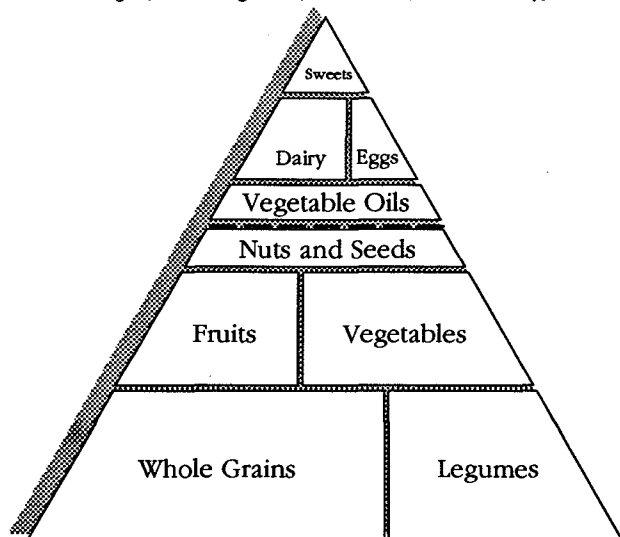 Sweets
Dairy Eggs
Vegetable Oils
Nuts and Seeds
Fruits Vegetables
Whole Grains Legumes